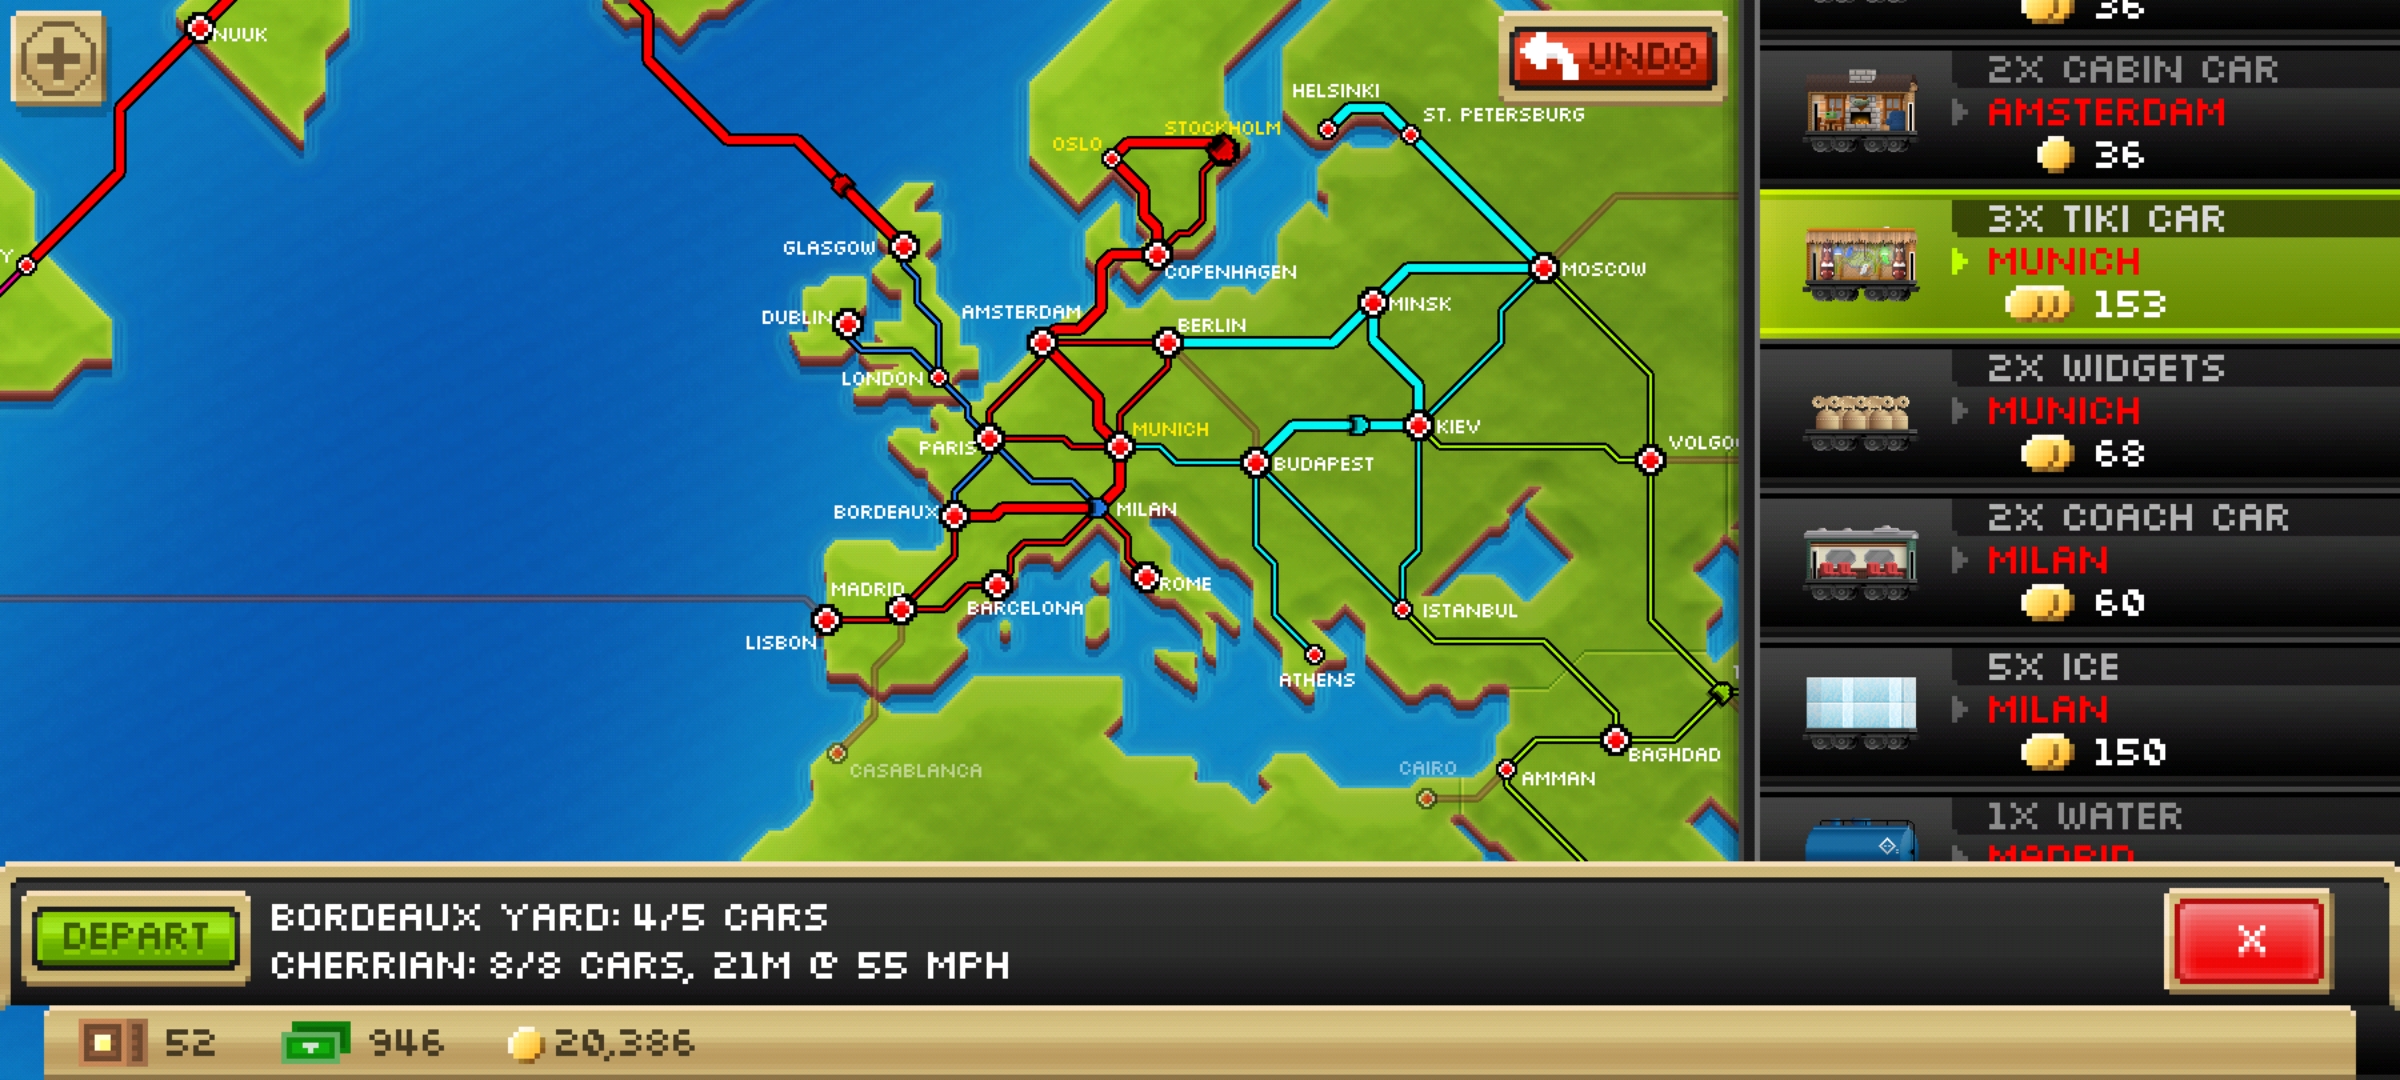 NUUK
UNDO
HELSINKI
ST. PETERSBURG
STOCKHOLM
OSLO
GLASGOW
COPENHAGEN
MOSCOW
AMSTERDAM
DUBLIN
BERLIN
MINSK
LONDON
MUNICH
KIEV
VOLGO
PARIS
BUDAPEST
BORDEAUX
MILAN
MADRID
ROME
BARCELONA
ISTANBUL
LISBON
ATHENS
CASABLANCA
CAIRO
AMMAN
BAGHDAD
Y
36
2X CABIN CAR
AMSTERDAM
36
3X TIKI CAR
MUNICH
153
2X WIDGETS
MUNICH
68
2X COACH CAR
MILAN
60
5X ICE
MILAN
150
1X WATER
MADRID
DEPART
BORDEAUX YARD: 4/5 CARS
CHERRIAN: 8/8 CARS, 21M @ 55 MPH
X
52
946
20,386